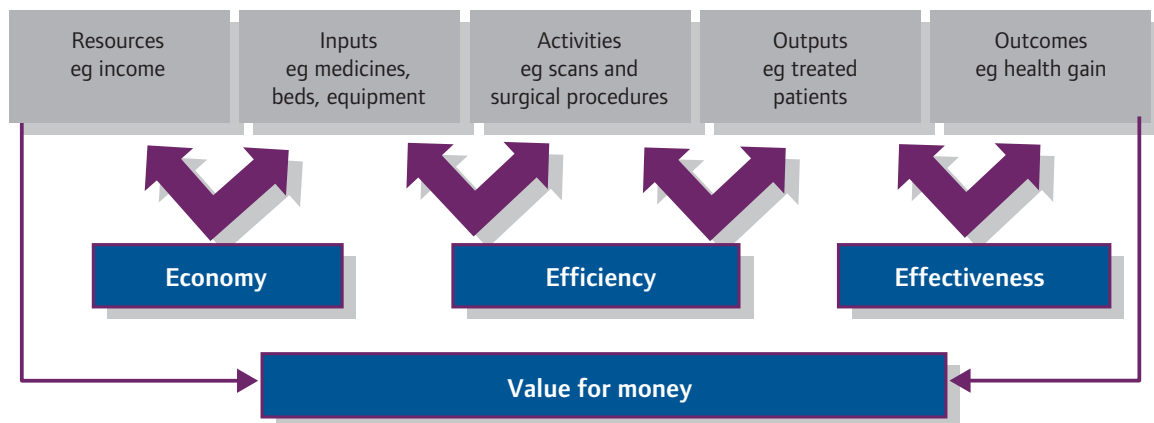 Resources
eg income
Inputs
eg medicines,
beds, equipment
Activities
eg scans and
surgical procedures
Outputs
eg treated
patients
Outcomes
eg health gain
Economy
Efficiency
Effectiveness
Value for money